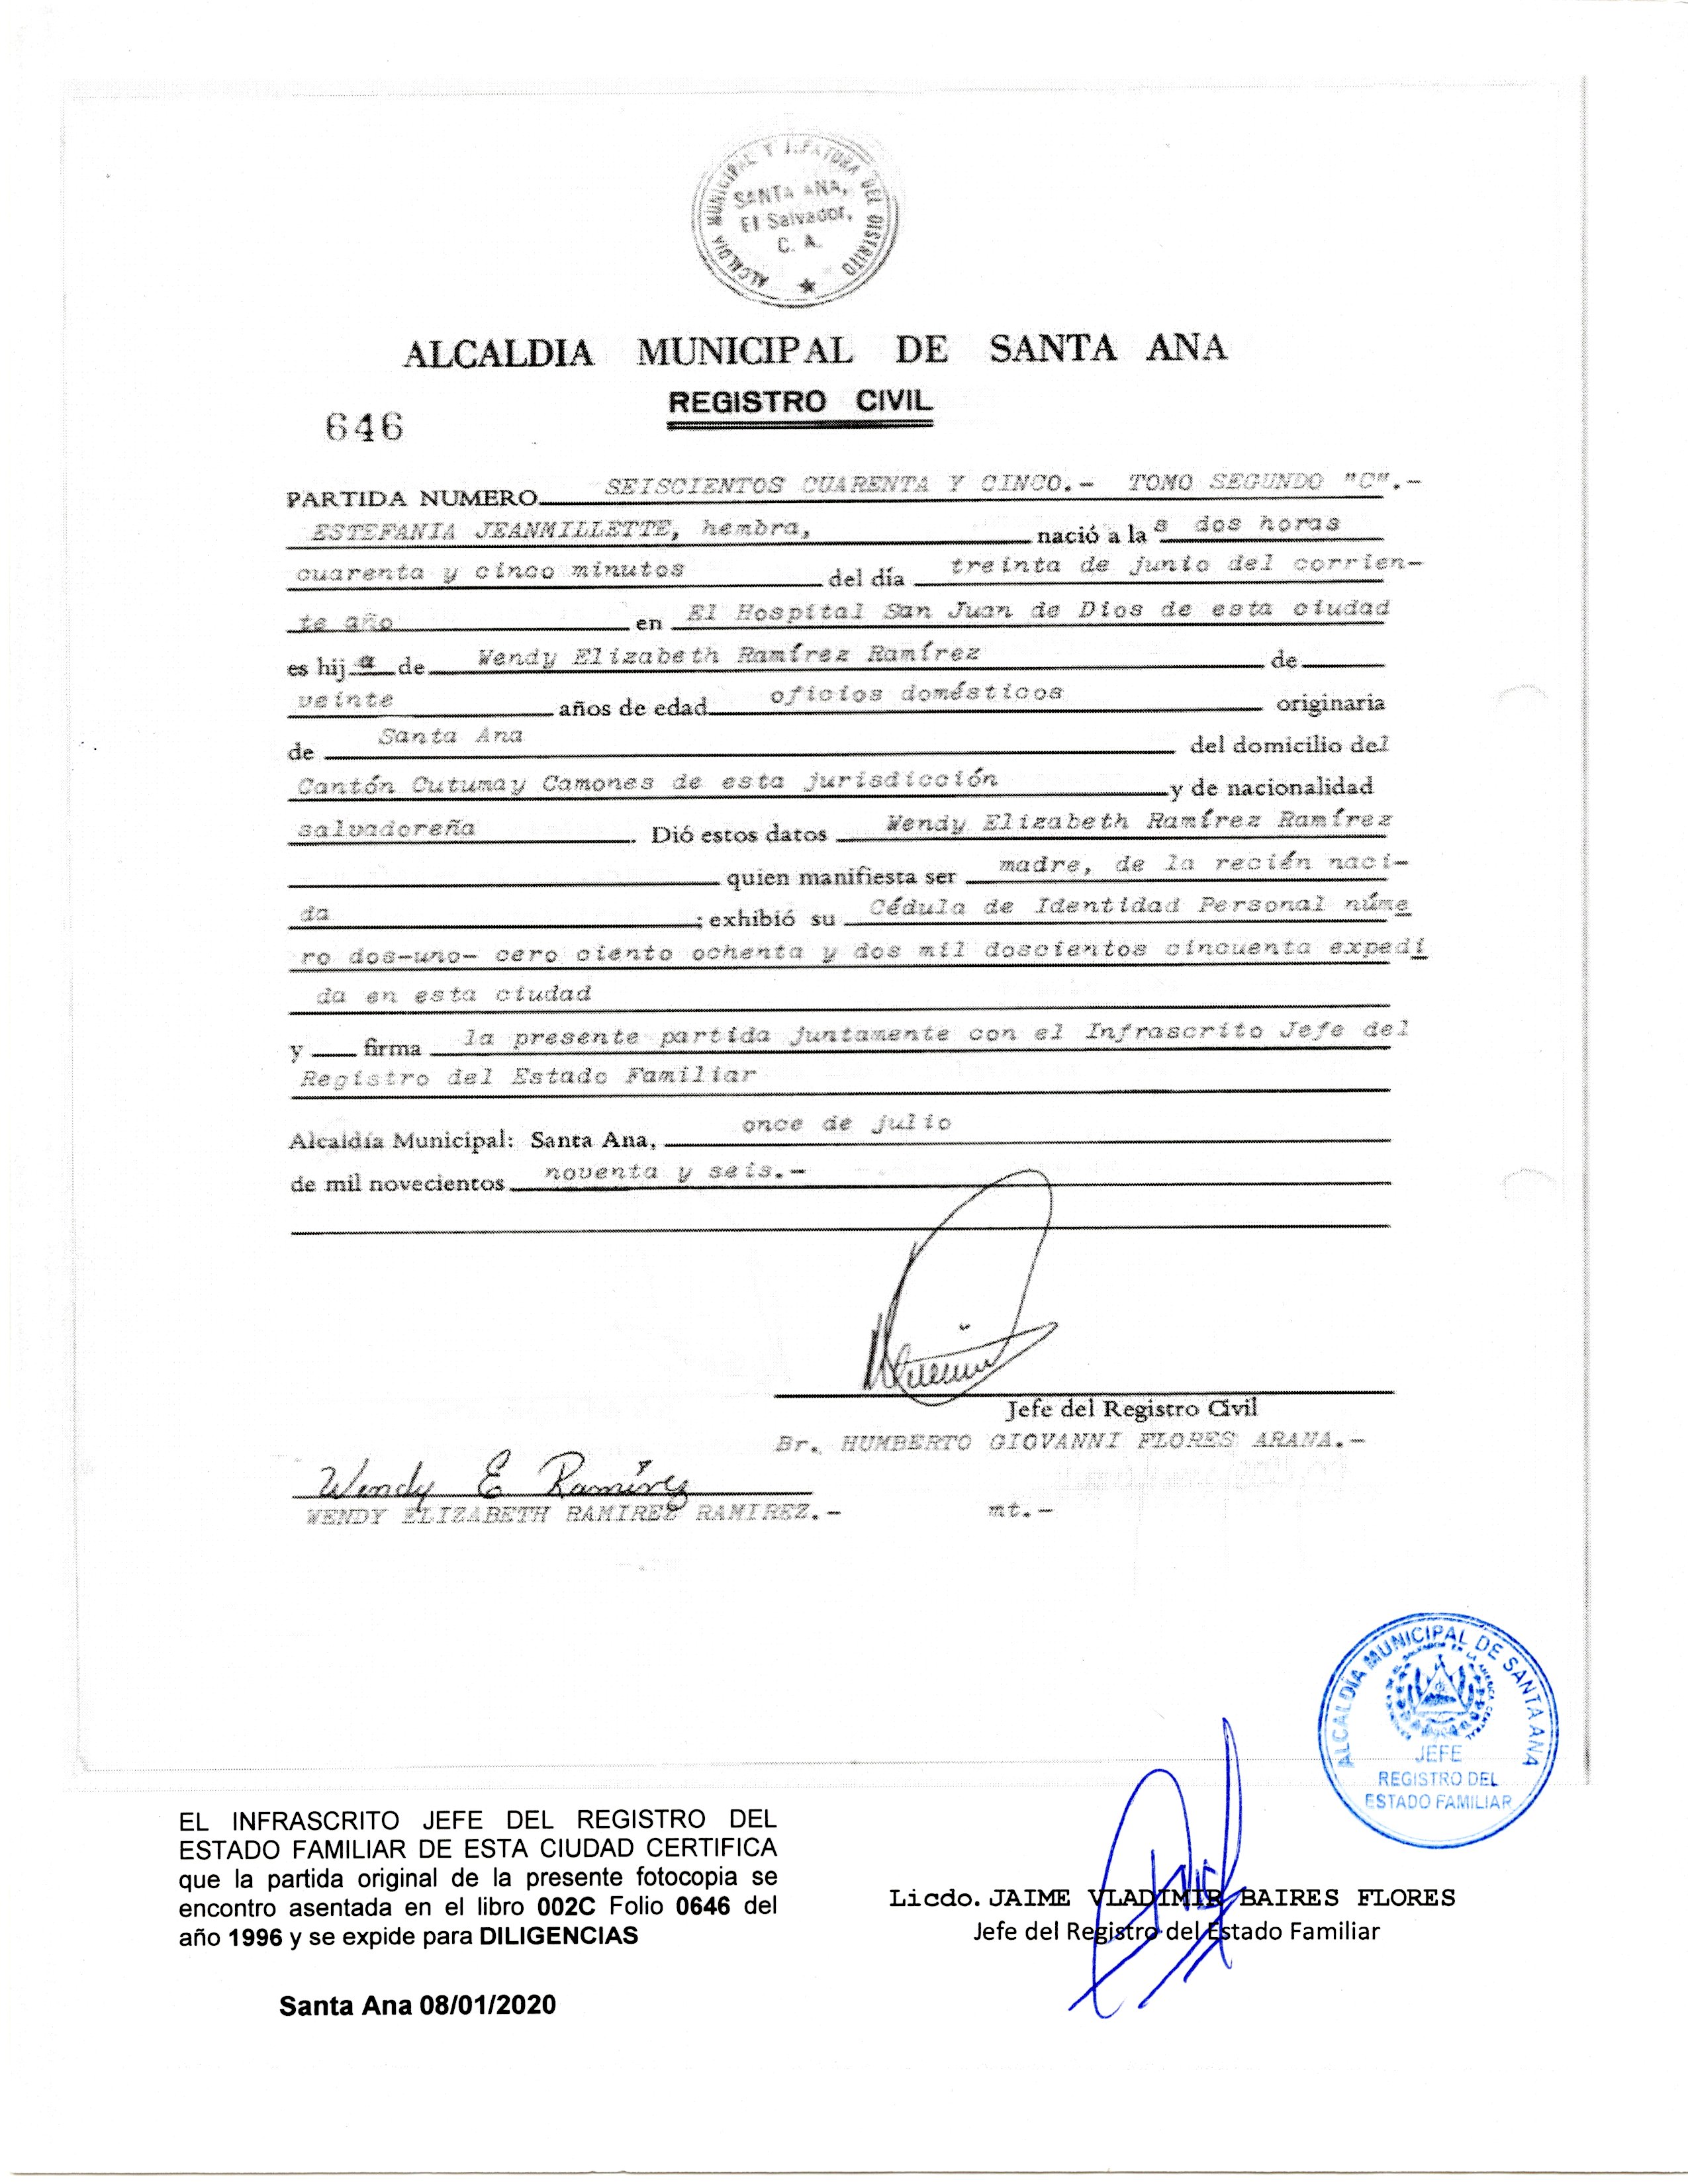 ALCALDIA MUNICIPAL Y JEFATURA DEL DISTRITO
SANTA ANA,
El Salvador,
C. A.
ALCALDIA MUNICIPAL DE SANTA ANA
REGISTRO CIVIL
646
PARTIDA NUMERO SEISCIENTOS CUARENTA Y CINCO.- TOMO SEGUNDO "C".-
ESTEFANIA JEANMILLETTE, hembra, nació a la s dos horas
cuarenta y cinco minutos del día treinta de junio del corrien-
te año en El Hospital San Juan de Dios de esta ciudad
es hij a de Wendy Elizabeth Ramírez Ramírez de
veinte años de edad oficios domésticos originaria
de Santa Ana del domicilio del
Cantón Cutumay Camones de esta jurisdicción y de nacionalidad
salvadoreña . Dió estos datos Wendy Elizabeth Ramírez Ramírez
quien manifiesta ser madre, de la recién naci-
da ; exhibió su Cédula de Identidad Personal núme
ro dos-uno- cero ciento ochenta y dos mil doscientos cincuenta expedi
da en esta ciudad
y firma la presente partida juntamente con el Infrascrito Jefe del
Registro del Estado Familiar
Alcaldía Municipal: Santa Ana, once de julio
de mil novecientos noventa y seis.-
Jefe del Registro Civil
Br. HUMBERTO GIOVANNI FLORES ARANA.-
Wendy E Ramírez
WENDY ELIZABETH RAMIREZ RAMIREZ.- mt.-
ALCALDÍA MUNICIPAL DE SANTA ANA
JEFE
REGISTRO DEL
ESTADO FAMILIAR
EL INFRASCRITO JEFE DEL REGISTRO DEL
ESTADO FAMILIAR DE ESTA CIUDAD CERTIFICA
que la partida original de la presente fotocopia se
encontro asentada en el libro 002C Folio 0646 del
año 1996 y se expide para DILIGENCIAS
Licdo. JAIME VLADIMIR BAIRES FLORES
Jefe del Registro del Estado Familiar
Santa Ana 08/01/2020